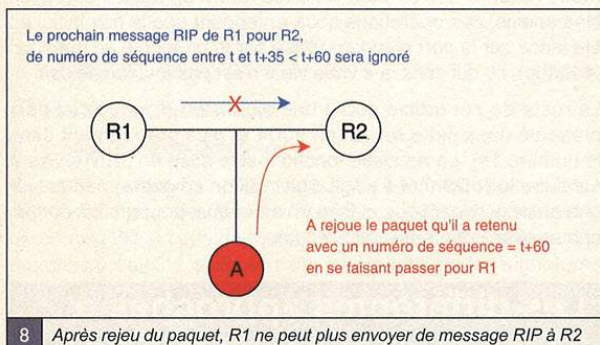 Le prochain message RIP de R1 pour R2,
de numéro de séquence entre t et t+35 < t+60 sera ignoré
X
R1
R2
A
A rejoue le paquet qu'il a retenu
avec un numéro de séquence = t+60
en se faisant passer pour R1
8 Après rejeu du paquet, R1 ne peut plus envoyer de message RIP à R2